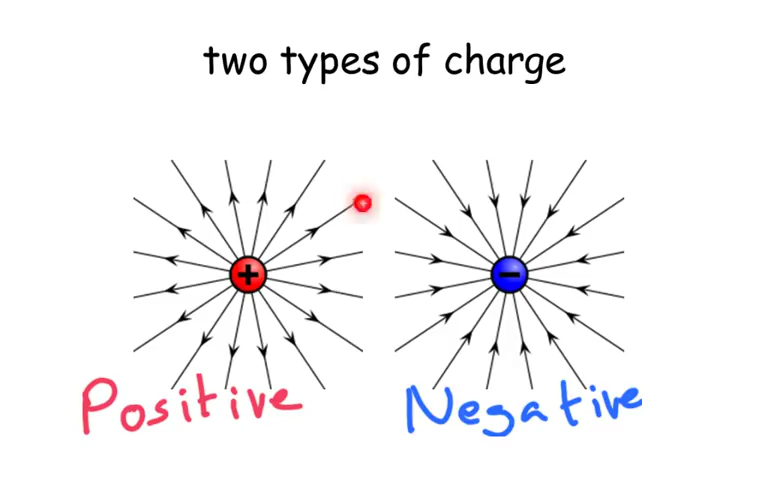 two types of charge
+ −
Positive Negative